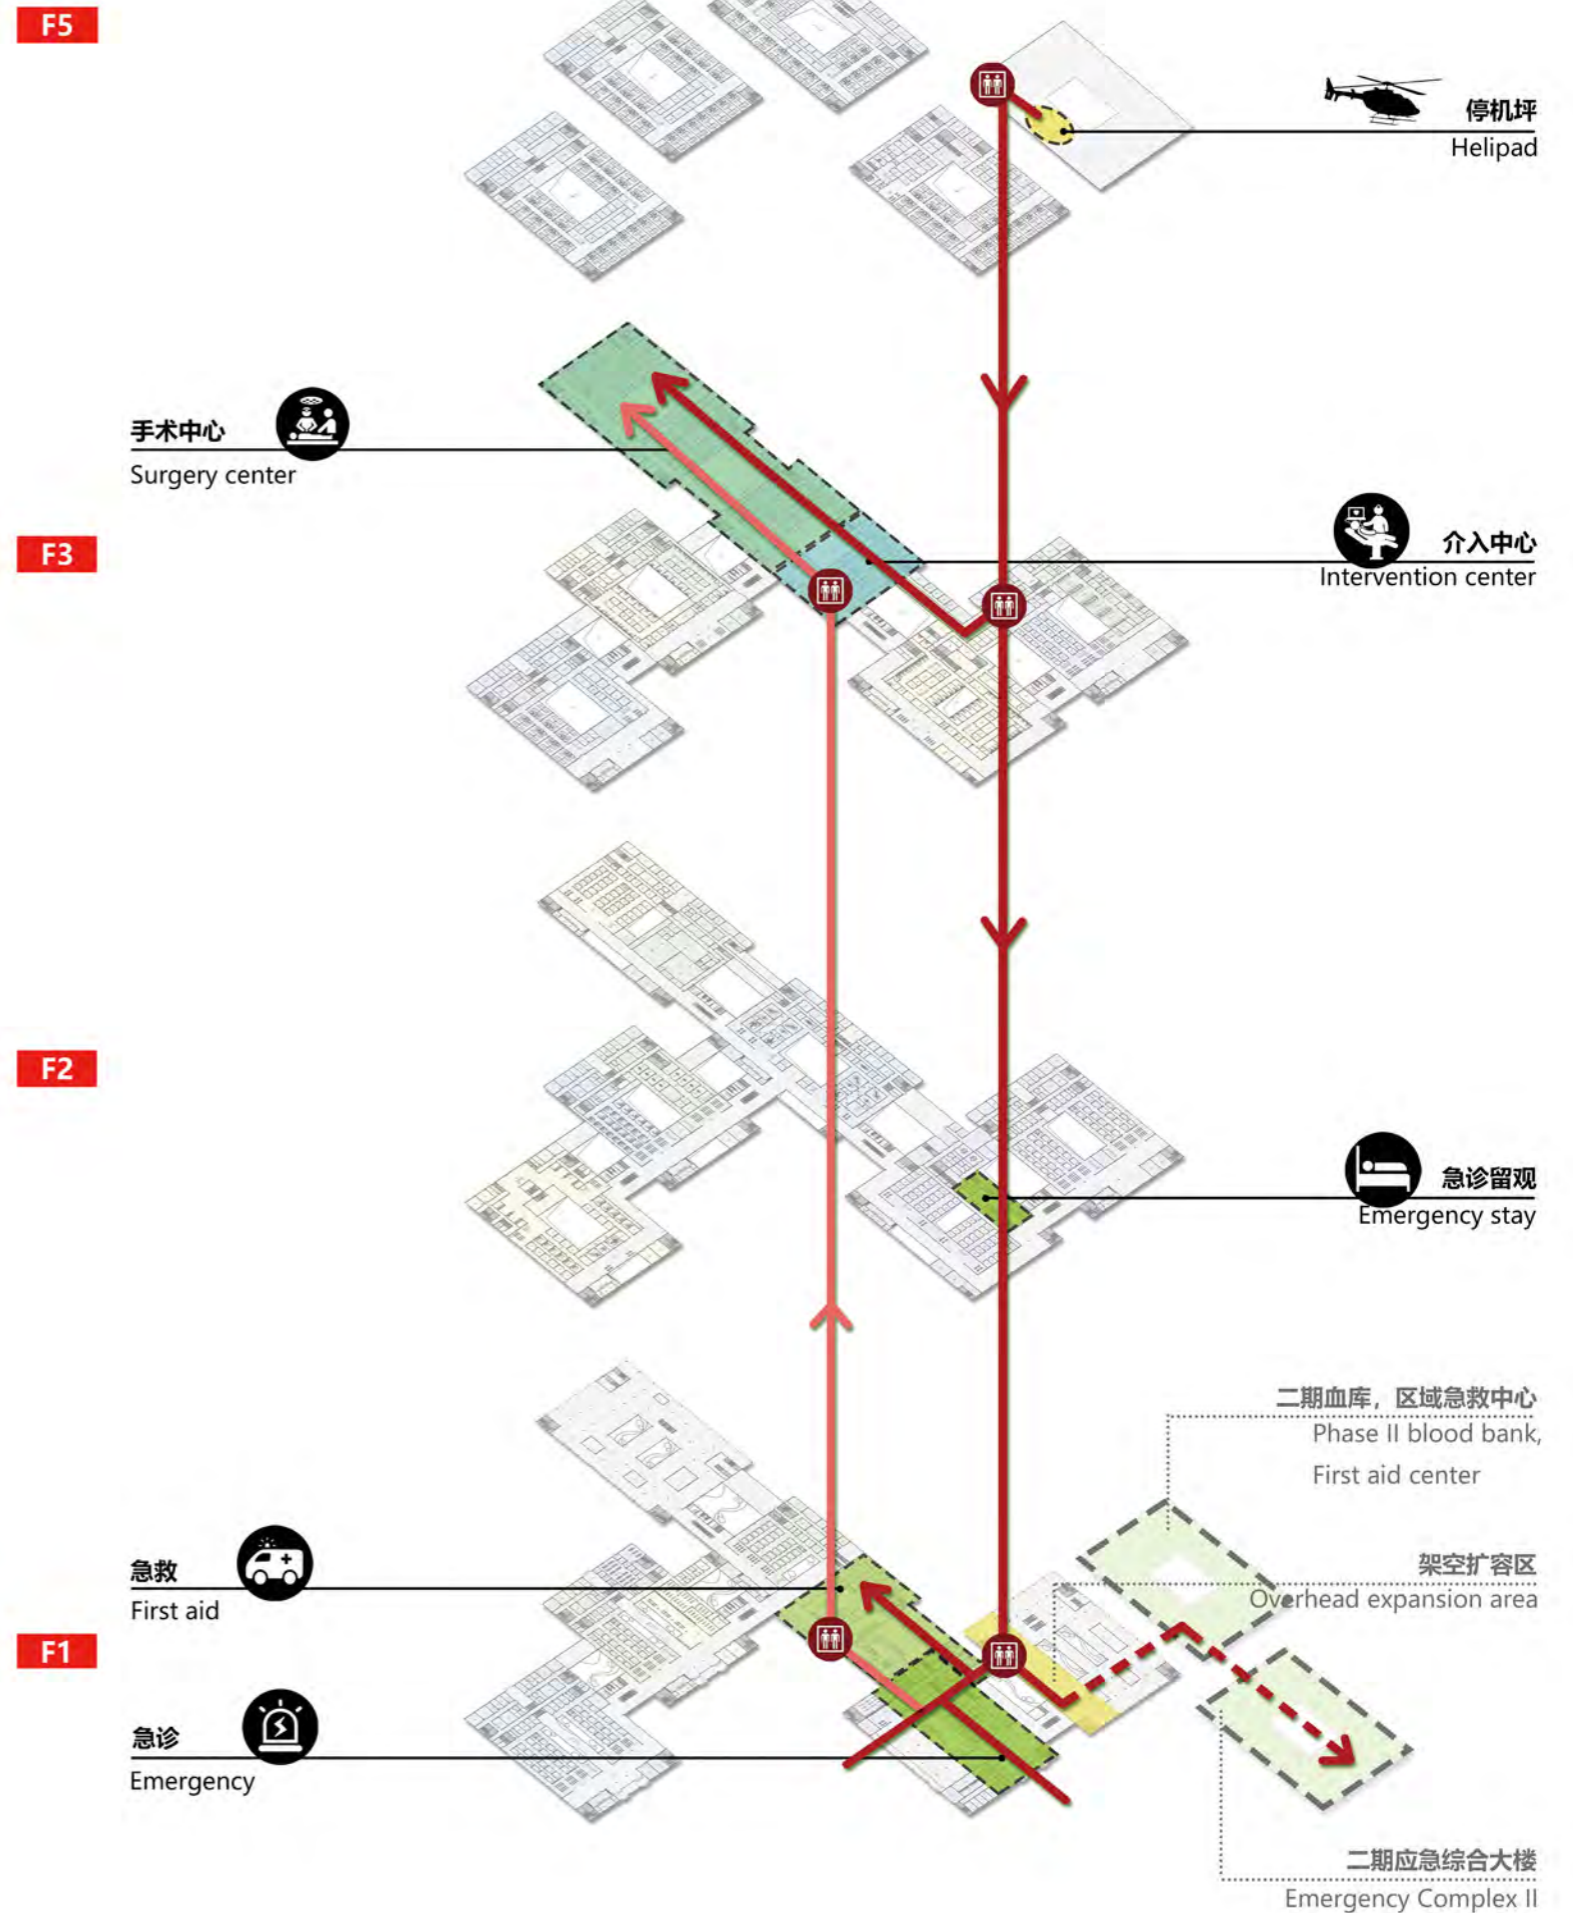 F5
停机坪
Helipad
手术中心
Surgery center
F3
介入中心
Intervention center
F2
急诊留观
Emergency stay
二期血库，区域急救中心
Phase II blood bank,
First aid center
急救
First aid
架空扩容区
Overhead expansion area
F1
急诊
Emergency
二期应急综合大楼
Emergency Complex II